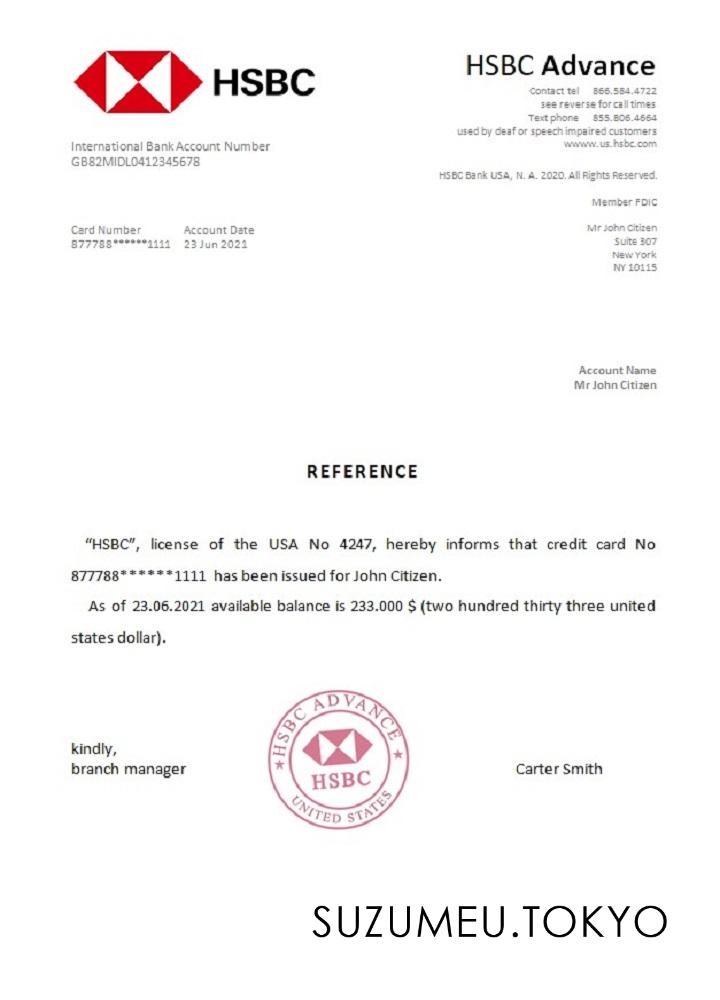 HSBC
HSBC Advance
Contact tel 866.584.4722
see reverse for call times
Text phone 855.806.4664
used by deaf or speech impaired customers
wwww.us.hsbc.com
International Bank Account Number
GB82MIDL0412345678
HSBC Bank USA, N. A. 2020. All Rights Reserved.
Member FDIC
Card Number Account Date
877788******1111 23 Jun 2021
Mr John Citizen
Suite 307
New York
NY 10115
Account Name
Mr John Citizen
REFERENCE
“HSBC”, license of the USA No 4247, hereby informs that credit card No
877788******1111 has been issued for John Citizen.
As of 23.06.2021 available balance is 233.000 $ (two hundred thirty three united
states dollar).
HSBC ADVANCE
HSBC
UNITED STATES
kindly,
branch manager
Carter Smith
SUZUMEU.TOKYO